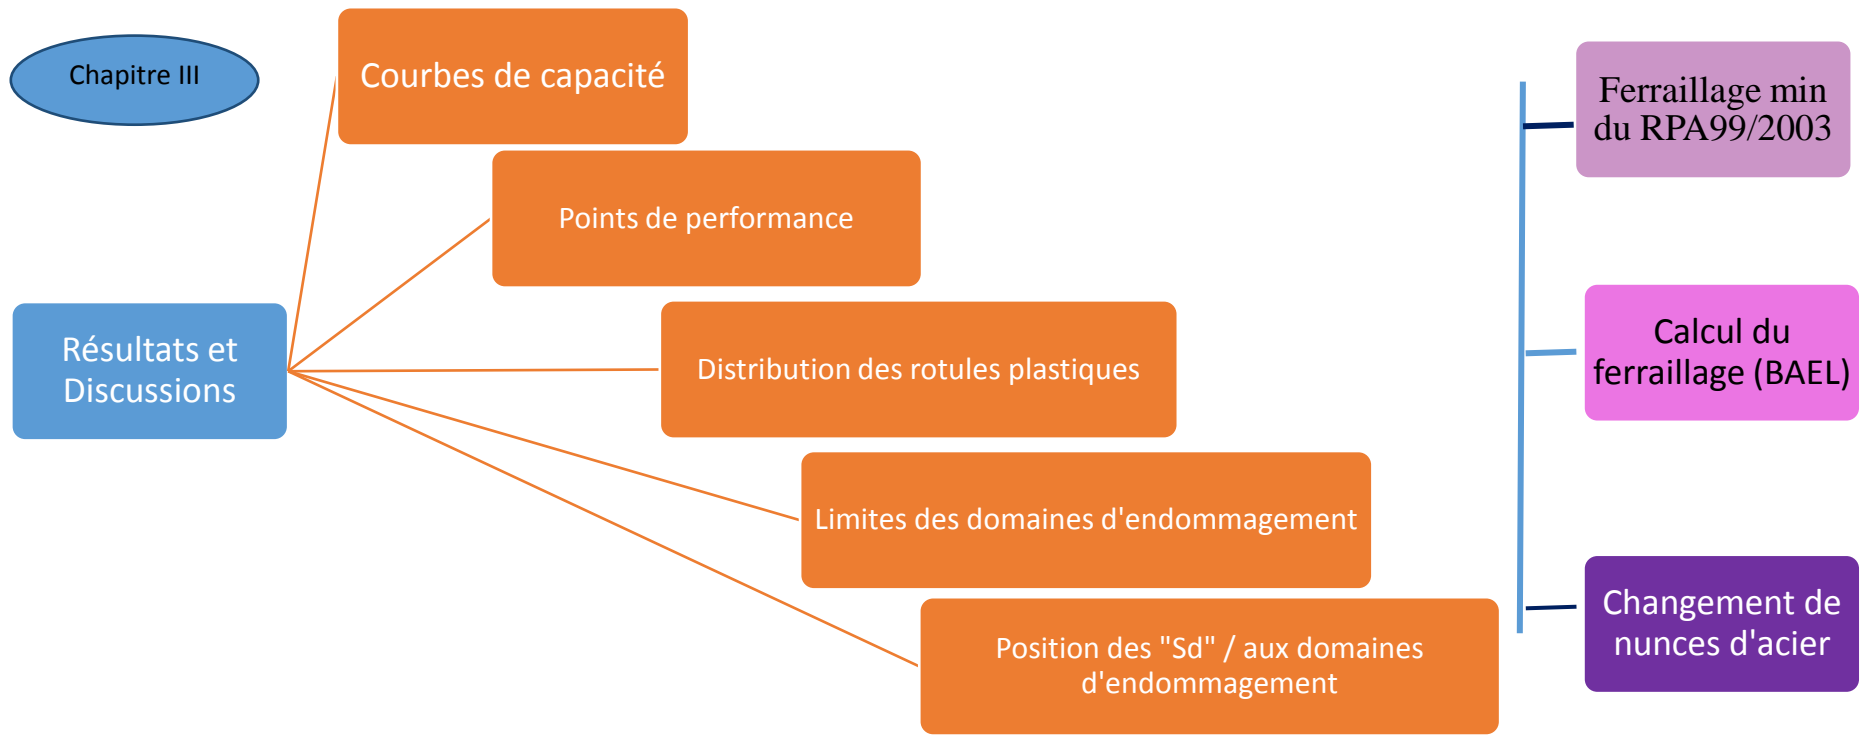 Chapitre III
Courbes de capacité
Points de performance
Résultats et
Discussions
Distribution des rotules plastiques
Limites des domaines d'endommagement
Position des "Sd" / aux domaines
d'endommagement
Ferraillage min
du RPA99/2003
Calcul du
ferraillage (BAEL)
Changement de
nunces d'acier